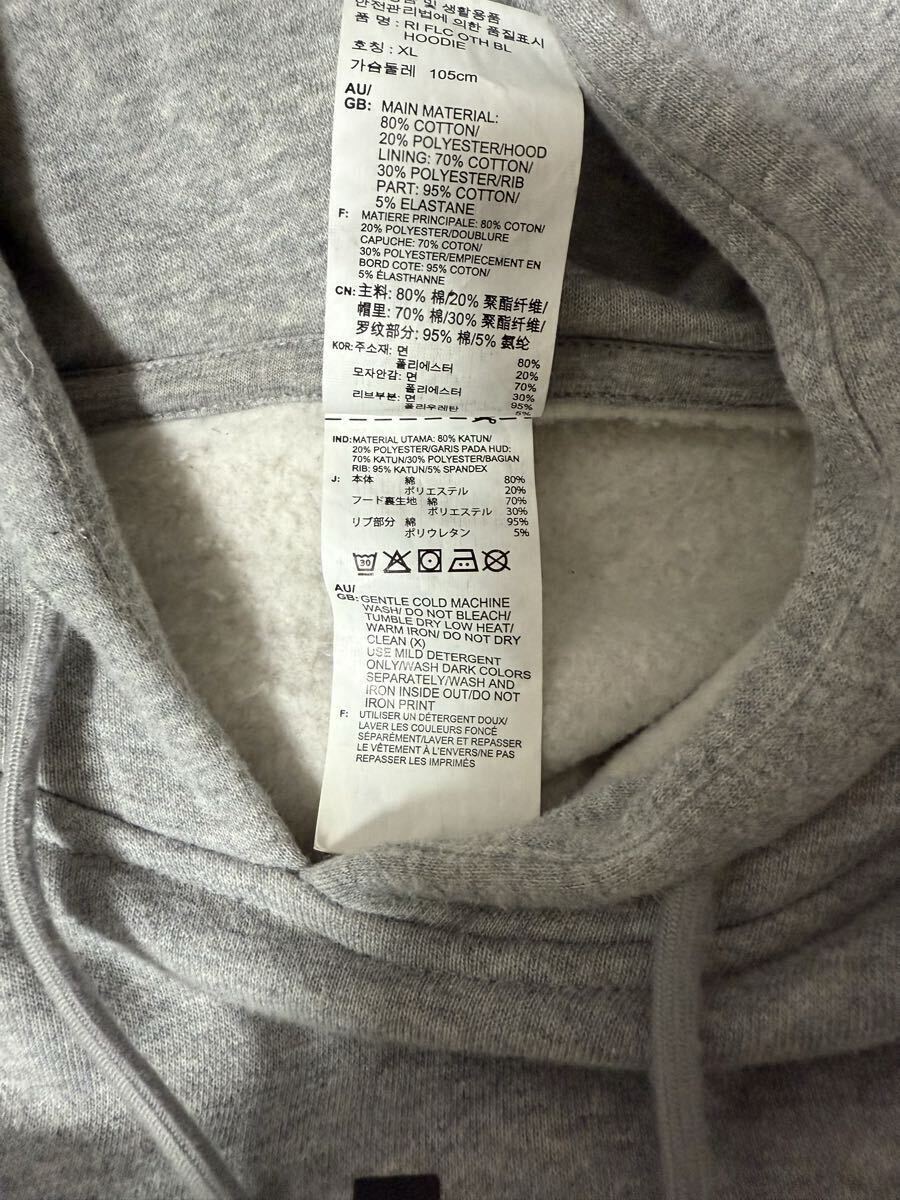 및 생활용품
안전관리법에 의한 품질표시
품 명 : RI FLC OTH BL
HOODIE
호칭 : XL
가슴둘레 105cm
AU/
GB: MAIN MATERIAL:
80% COTTON/
20% POLYESTER/HOOD
LINING: 70% COTTON/
30% POLYESTER/RIB
PART: 95% COTTON/
5% ELASTANE
F: MATIERE PRINCIPALE: 80% COTON/
20% POLYESTER/DOUBLURE
CAPUCHE: 70% COTON/
30% POLYESTER/EMPIECEMENT EN
BORD COTE: 95% COTON/
5% ÉLASTHANNE
CN: 主料: 80% 棉/20% 聚酯纤维/
帽里: 70% 棉/30% 聚酯纤维/
罗纹部分: 95% 棉/5% 氨纶
KOR: 주소재: 면 80%
폴리에스터 20%
모자안감: 면 70%
폴리에스터 30%
리브부분: 면 95%
폴리우레탄 5%
IND: MATERIAL UTAMA: 80% KATUN/
20% POLYESTER/GARIS PADA HUD:
70% KATUN/30% POLYESTER/BAGIAN
RIB: 95% KATUN/5% SPANDEX
J: 本体 綿 80%
ポリエステル 20%
フード裏生地 綿 70%
ポリエステル 30%
リブ部分 綿 95%
ポリウレタン 5%
30
AU/
GB: GENTLE COLD MACHINE
WASH/ DO NOT BLEACH/
TUMBLE DRY LOW HEAT/
WARM IRON/ DO NOT DRY
CLEAN (X)
USE MILD DETERGENT
ONLY/WASH DARK COLORS
SEPARATELY/WASH AND
IRON INSIDE OUT/DO NOT
IRON PRINT
F: UTILISER UN DÉTERGENT DOUX/
LAVER LES COULEURS FONCÉ
SÉPARÉMENT/LAVER ET REPASSER
LE VÊTEMENT À L'ENVERS/NE PAS
REPASSER LES IMPRIMÉS